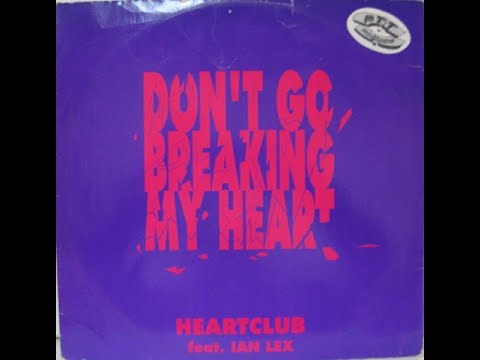 DON'T GO
BREAKING
MY HEART
HEARTCLUB
feat. IAN LEX